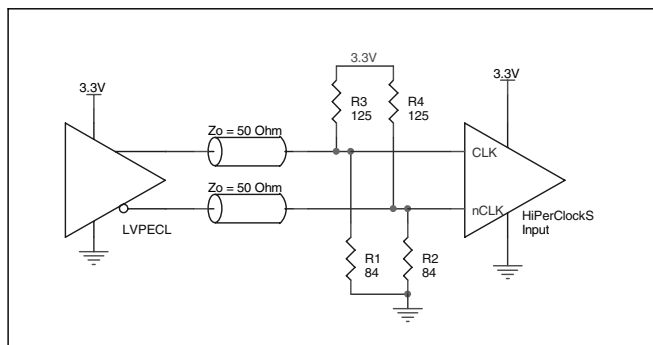 3.3V
3.3V
R3
125
R4
125
3.3V
Zo = 50 Ohm
CLK
Zo = 50 Ohm
nCLK
LVPECL
HiPerClockS
Input
R1
84
R2
84